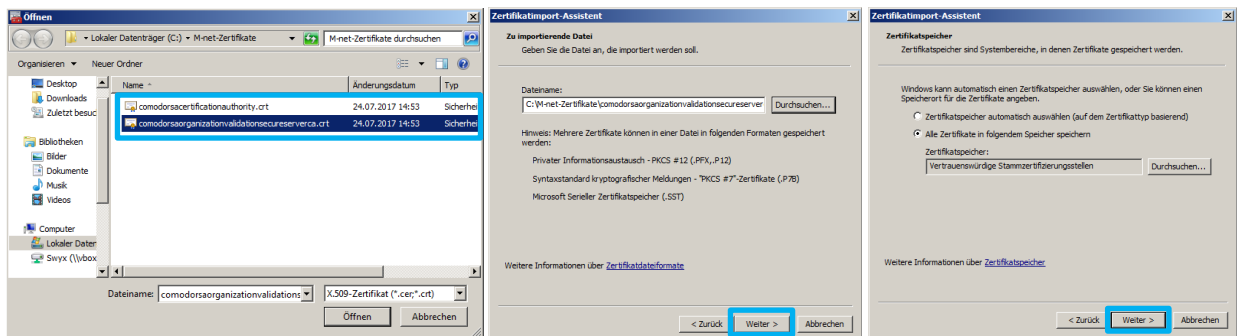 Öffnen
Lokaler Datenträger (C:) M-net-Zertifikate
M-net-Zertifikate durchsuchen
Organisieren Neuer Ordner
Desktop
Downloads
Zuletzt besuc
Bibliotheken
Bilder
Dokumente
Musik
Videos
Computer
Lokaler Daten
Swyx (\\vbox
Name Änderungsdatum Typ
comodorsacertificationauthority.crt 24.07.2017 14:53 Sicherhei
comodorsaorganizationvalidationsecureserverca.crt 24.07.2017 14:53 Sicherhei
Dateiname: comodorsaorganizationvalidations X.509-Zertifikat (*.cer;*.crt)
Öffnen Abbrechen
Zertifikatimport-Assistent
Zu importierende Datei
Geben Sie die Datei an, die importiert werden soll.
Dateiname:
C:\M-net-Zertifikate\comodorsaorganizationvalidationsecureserver Durchsuchen...
Hinweis: Mehrere Zertifikate können in einer Datei in folgenden Formaten gespeichert
werden:
Privater Informationsaustausch - PKCS #12 (.PFX,.P12)
Syntaxstandard kryptografischer Meldungen - "PKCS #7"-Zertifikate (.P7B)
Microsoft Serieller Zertifikatspeicher (.SST)
Weitere Informationen über Zertifikatdateiformate
< Zurück Weiter > Abbrechen
Zertifikatimport-Assistent
Zertifikatspeicher
Zertifikatspeicher sind Systembereiche, in denen Zertifikate gespeichert werden.
Windows kann automatisch einen Zertifikatspeicher auswählen, oder Sie können einen
Speicherort für die Zertifikate angeben.
Zertifikatspeicher automatisch auswählen (auf dem Zertifikattyp basierend)
Alle Zertifikate in folgendem Speicher speichern
Zertifikatspeicher:
Vertrauenswürdige Stammzertifizierungsstellen Durchsuchen...
Weitere Informationen über Zertifikatspeicher
< Zurück Weiter > Abbrechen